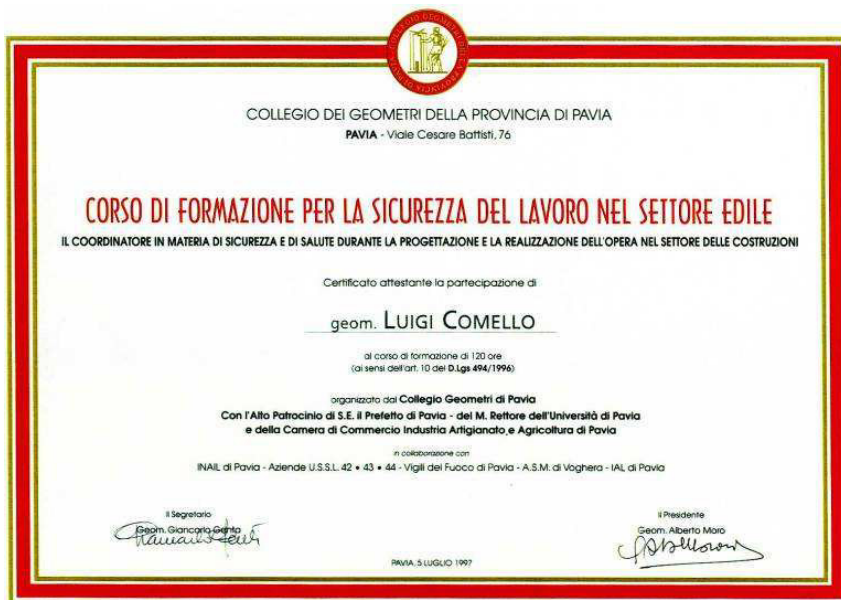 COLLEGIO DEI GEOMETRI DELLA PROVINCIA DI PAVIA
PAVIA - Viale Cesare Battisti, 76
CORSO DI FORMAZIONE PER LA SICUREZZA DEL LAVORO NEL SETTORE EDILE
IL COORDINATORE IN MATERIA DI SICUREZZA E DI SALUTE DURANTE LA PROGETTAZIONE E LA REALIZZAZIONE DELL'OPERA NEL SETTORE DELLE COSTRUZIONI
Certificato attestante la partecipazione di
geom. LUIGI COMELLO
al corso di formazione di 120 ore
(ai sensi dell'art. 10 del D.Lgs 494/1996)
organizzato dal Collegio Geometri di Pavia
Con l'Alto Patrocinio di S.E. il Prefetto di Pavia - del M. Rettore dell'Università di Pavia
e della Camera di Commercio Industria Artigianato e Agricoltura di Pavia
in collaborazione con
INAIL di Pavia - Aziende U.S.S.L. 42 • 43 • 44 - Vigili del Fuoco di Pavia - A.S.M. di Voghera - IAL di Pavia
Il Segretario
Geom. Giancarlo
Il Presidente
Geom. Alberto Moro
PAVIA, 5 LUGLIO 1997